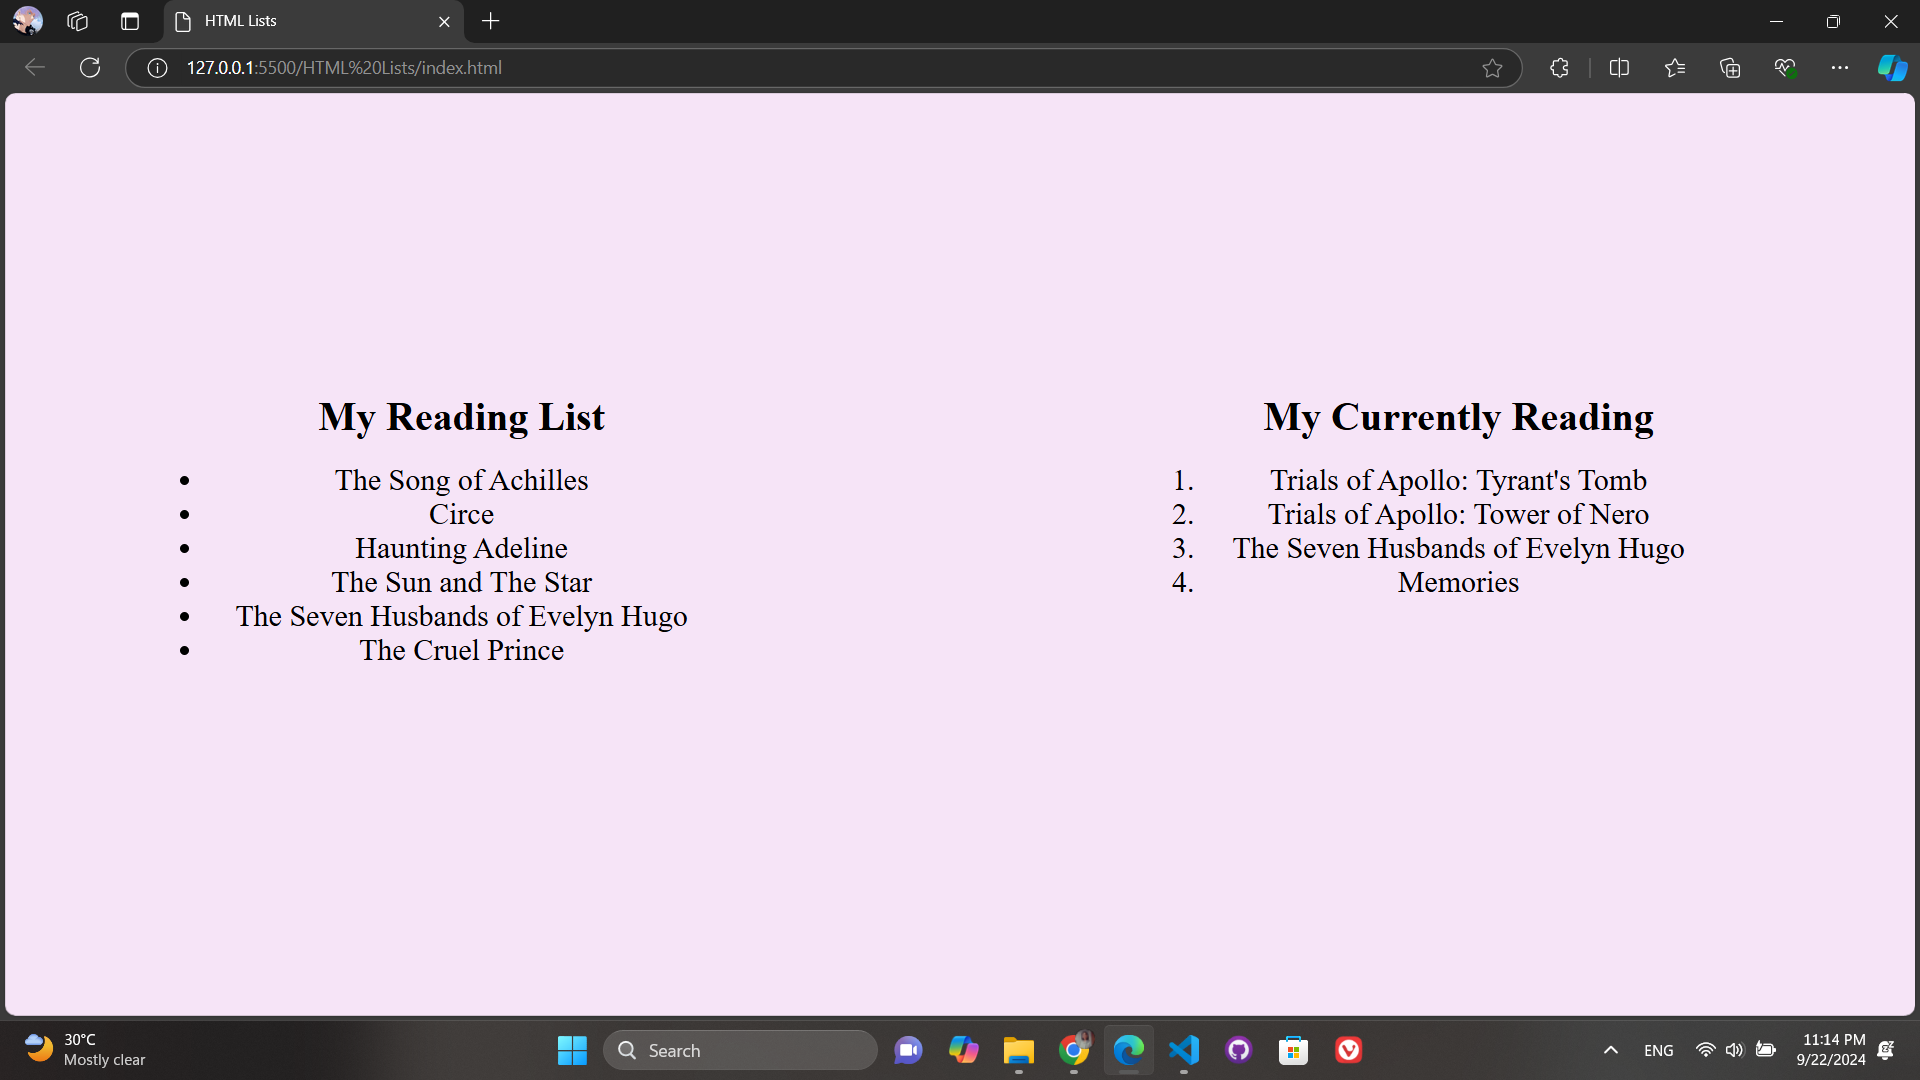 HTML Lists
127.0.0.1:5500/HTML%20Lists/index.html
My Reading List
• The Song of Achilles
• Circe
• Haunting Adeline
• The Sun and The Star
• The Seven Husbands of Evelyn Hugo
• The Cruel Prince
My Currently Reading
1. Trials of Apollo: Tyrant's Tomb
2. Trials of Apollo: Tower of Nero
3. The Seven Husbands of Evelyn Hugo
4. Memories
30°C
Mostly clear
Search
ENG
11:14 PM
9/22/2024